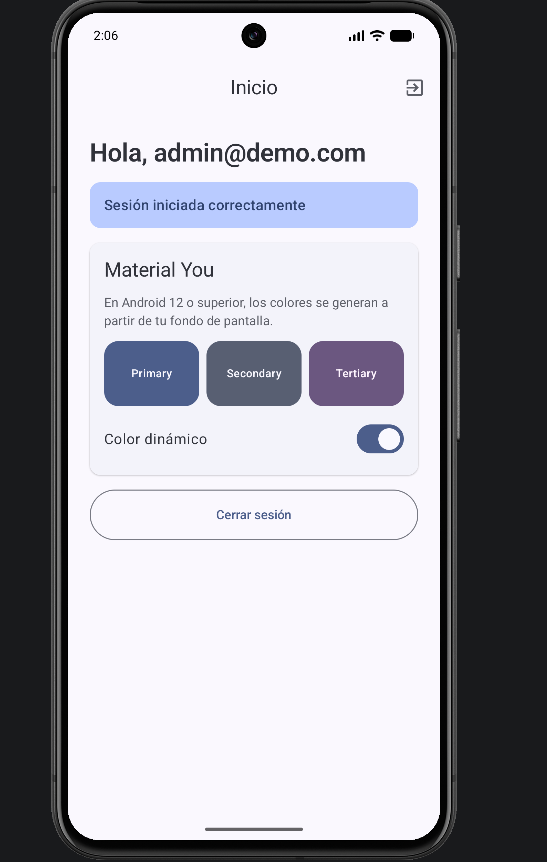 2:06
Inicio
Hola, admin@demo.com
Sesión iniciada correctamente
Material You
En Android 12 o superior, los colores se generan a
partir de tu fondo de pantalla.
Primary
Secondary
Tertiary
Color dinámico
Cerrar sesión